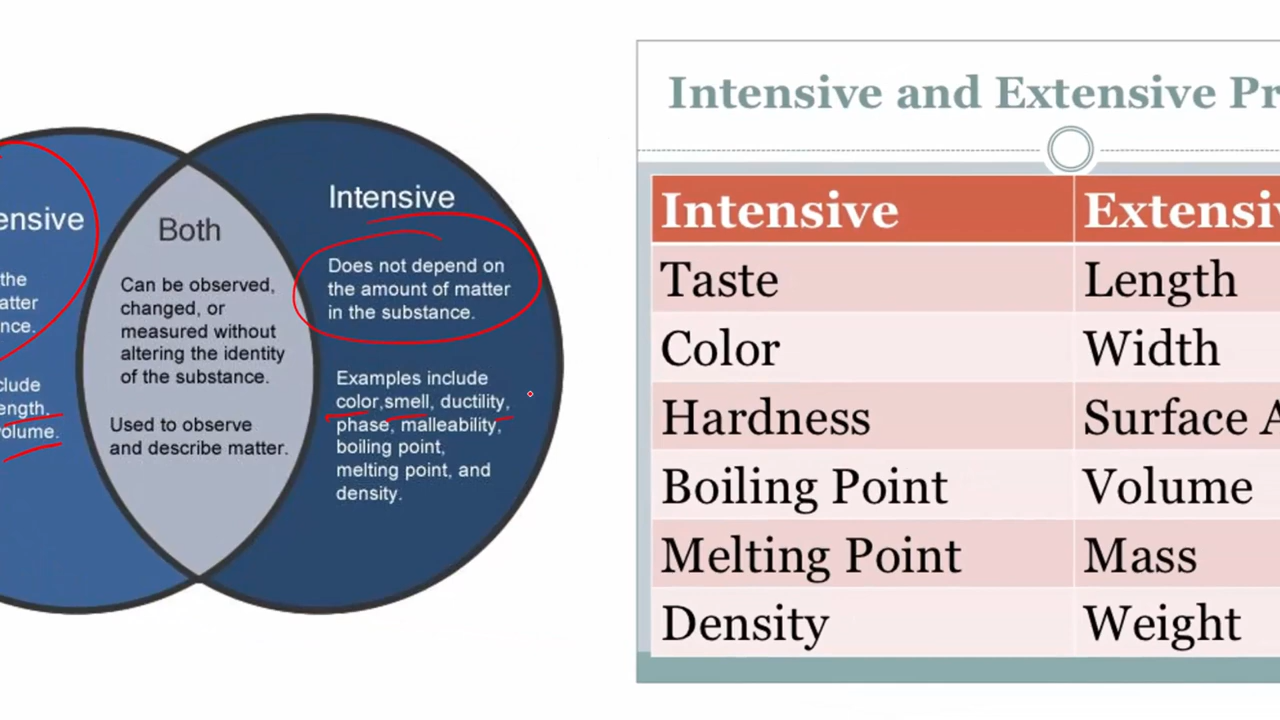 ensive
the
atter
nce.
clude
ength.
volume.
Both
Can be observed,
changed, or
measured without
altering the identity
of the substance.
Used to observe
and describe matter.
Intensive
Does not depend on
the amount of matter
in the substance.
Examples include
color,smell, ductility,
phase, malleability,
boiling point,
melting point, and
density.
Intensive and Extensive Pr
Intensive Extensiv
Taste Length
Color Width
Hardness Surface A
Boiling Point Volume
Melting Point Mass
Density Weight